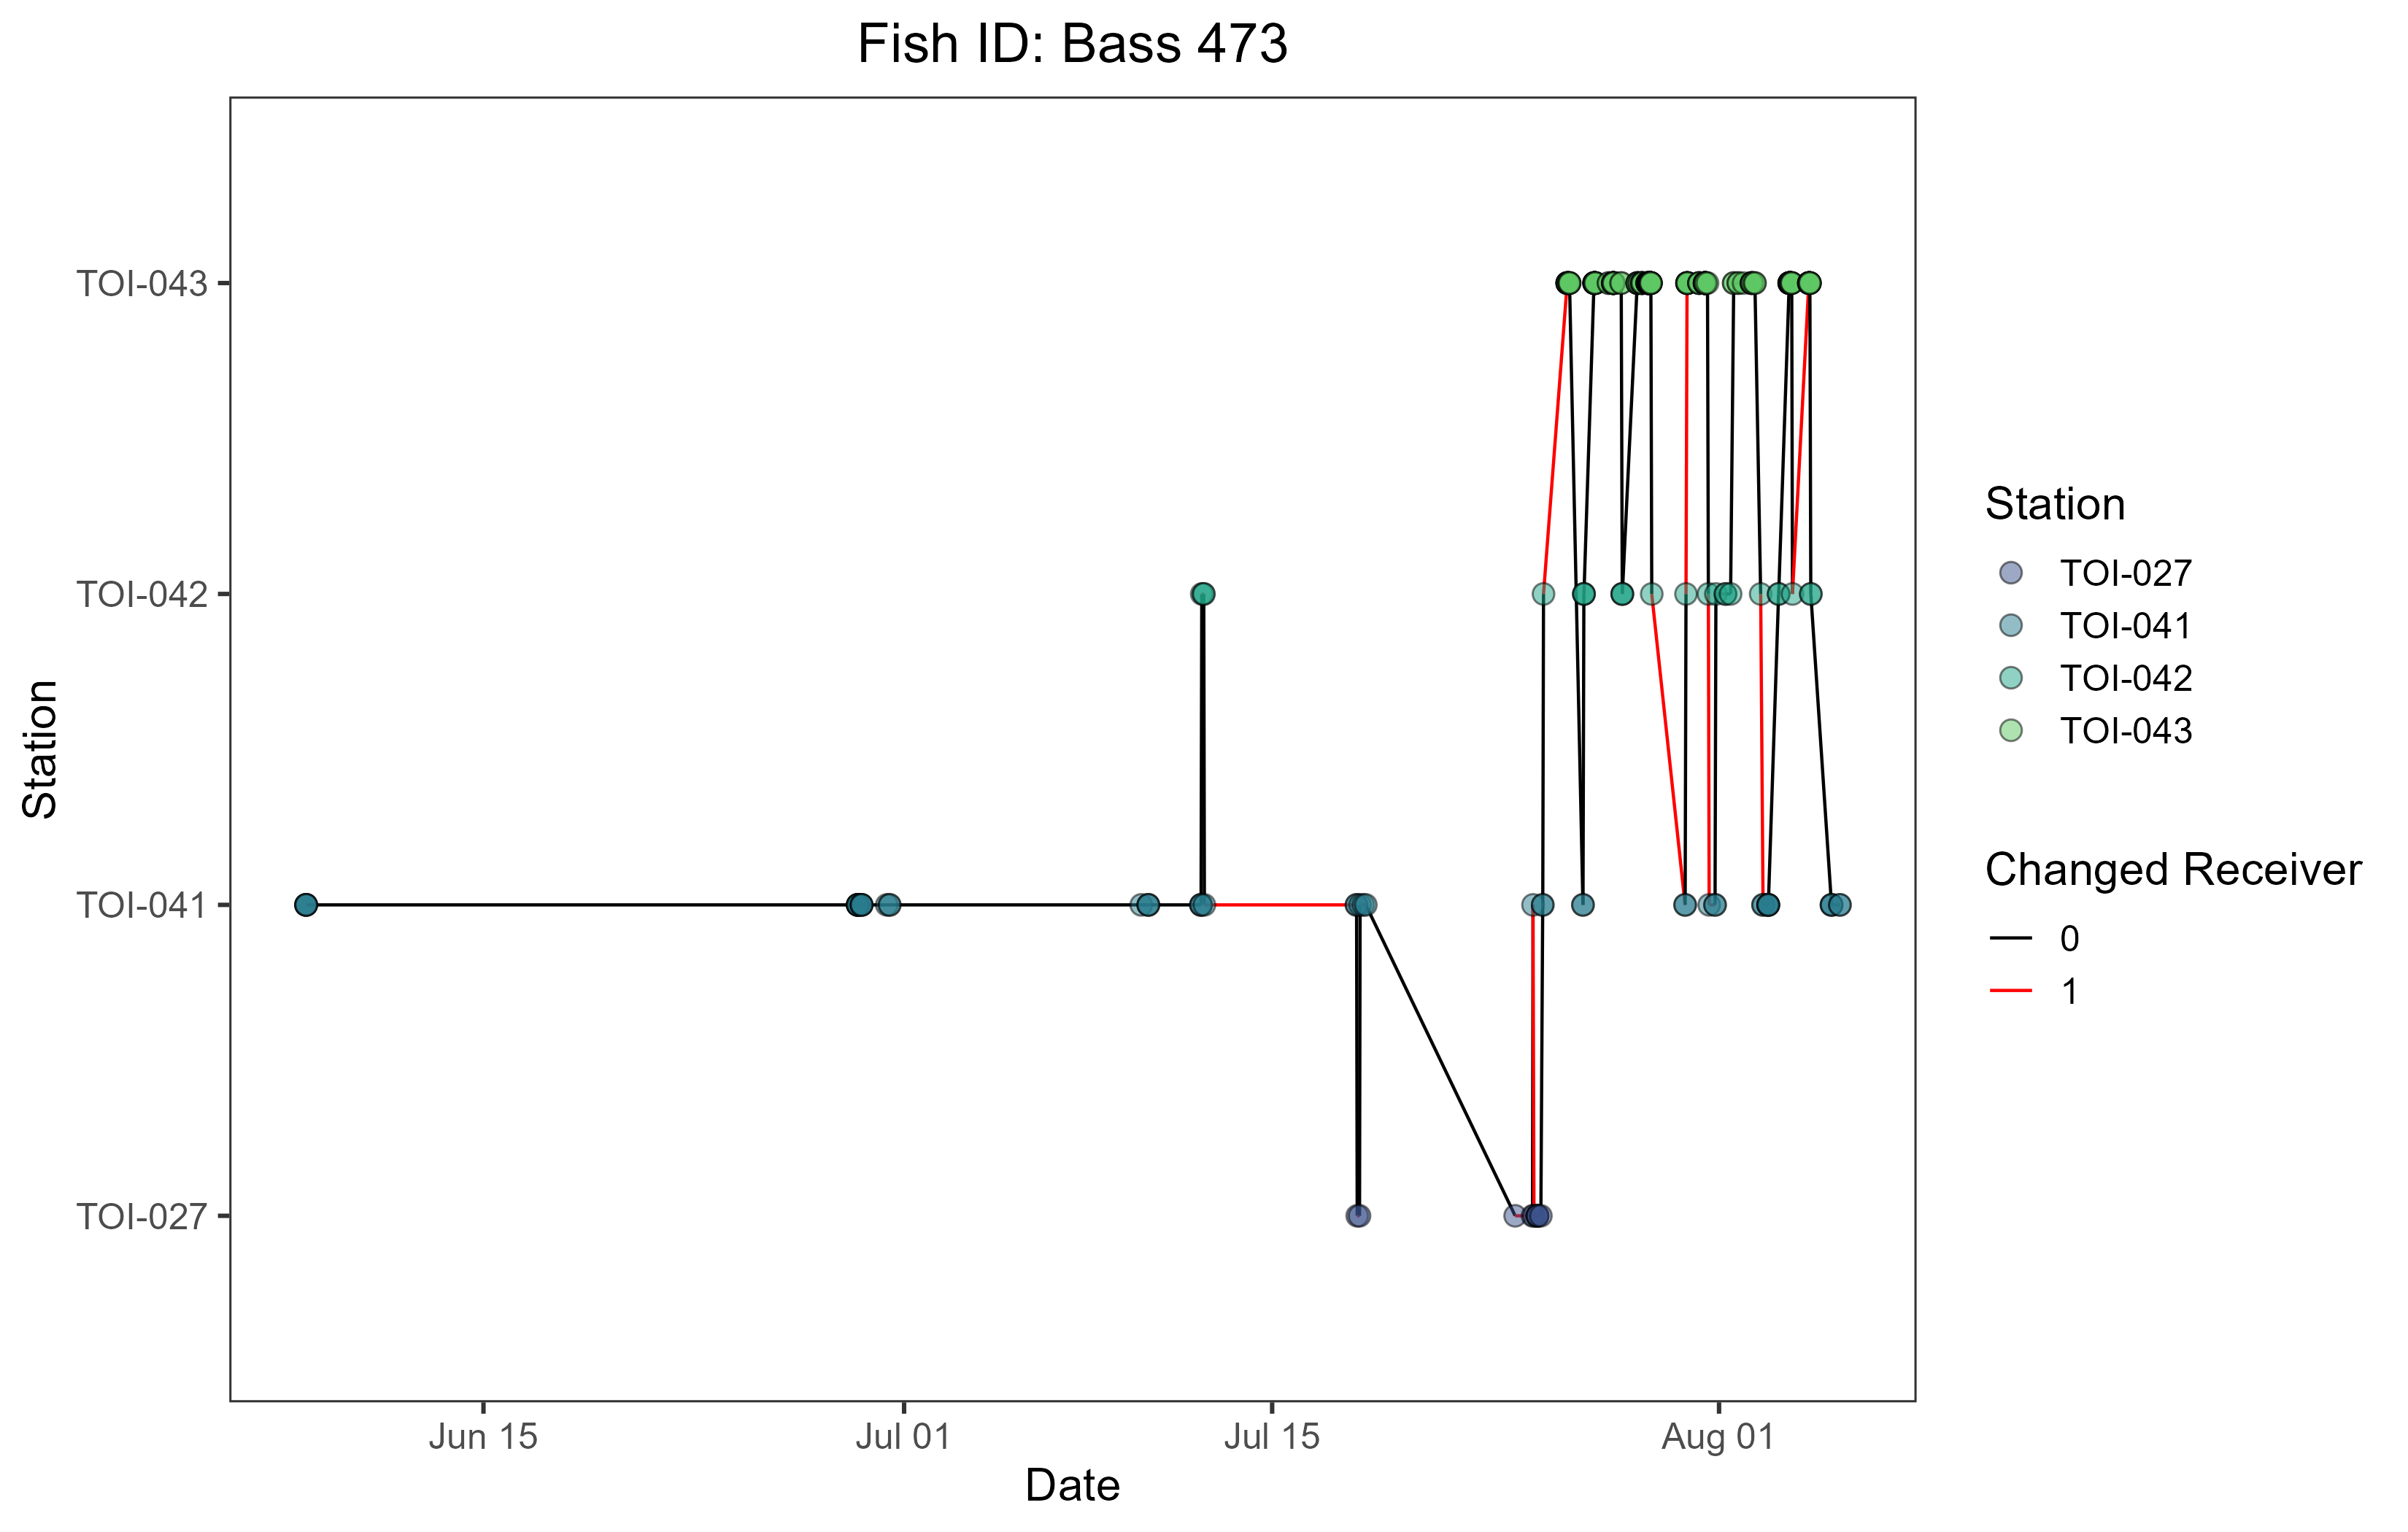 Fish ID: Bass 473
TOI-043
TOI-042
TOI-041
TOI-027
Station
Jun 15
Jul 01
Jul 15
Aug 01
Date
Station
TOI-027
TOI-041
TOI-042
TOI-043
Changed Receiver
0
1